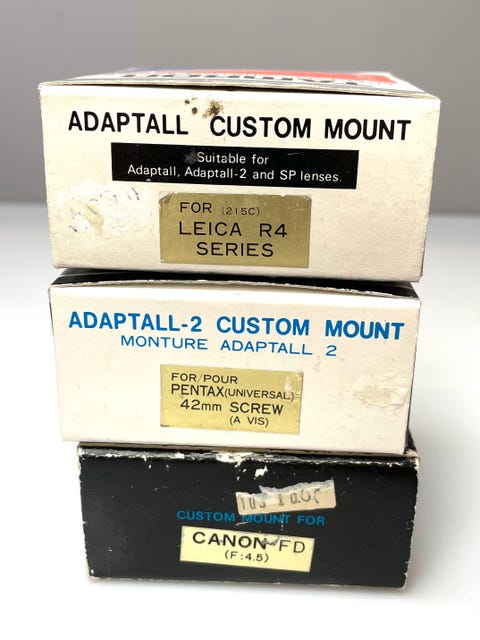 ADAPTALL CUSTOM MOUNT
Suitable for
Adaptall, Adaptall-2 and SP lenses.
FOR (215C)
LEICA R4
SERIES
ADAPTALL-2 CUSTOM MOUNT
MONTURE ADAPTALL 2
FOR/POUR
PENTAX(UNIVERSAL)
42mm SCREW
(A VIS)
CUSTOM MOUNT FOR
CANON FD
(F:4.5)